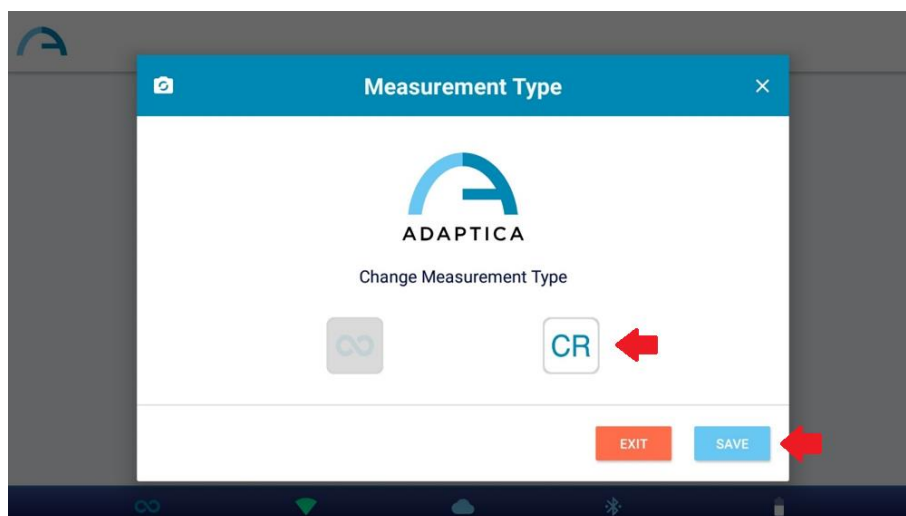 Measurement Type
ADAPTICA
Change Measurement Type
CR
EXIT
SAVE